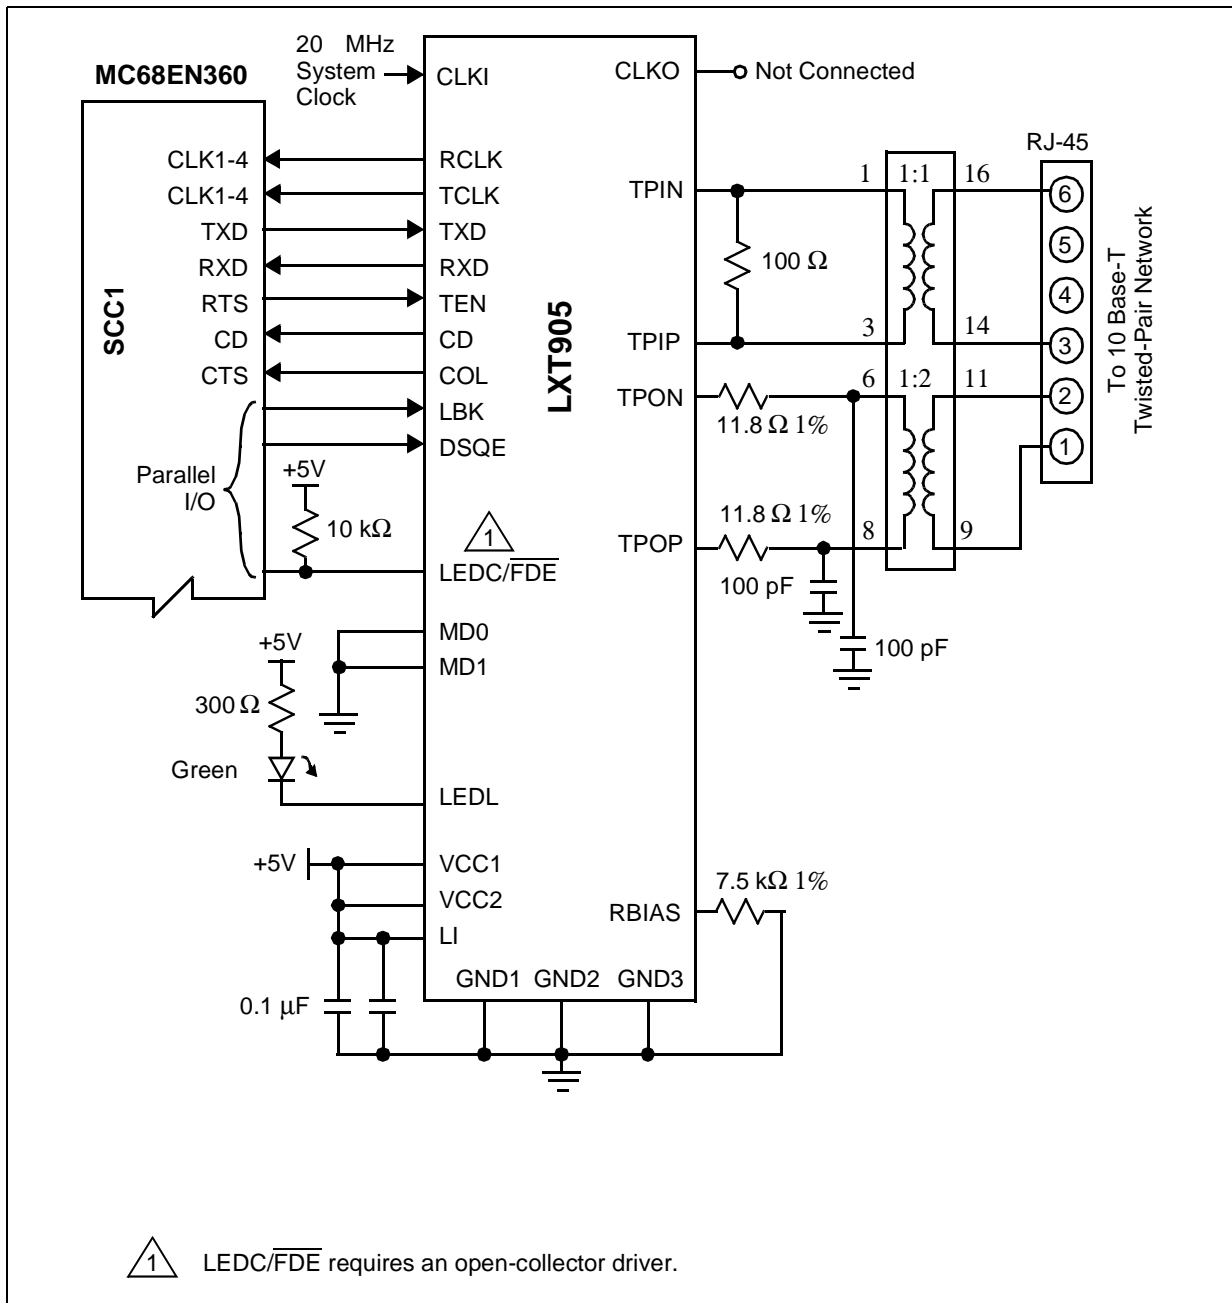 20 MHz
System
Clock
MC68EN360
CLKI
CLKO
Not Connected
RJ-45
CLK1-4
RCLK
CLK1-4
TCLK
TXD
TXD
RXD
RXD
RTS
TEN
CD
CD
CTS
COL
LBK
DSQE
SCC1
Parallel
I/O
+5V
10 kΩ
1
LEDC/FDE
MD0
MD1
+5V
300 Ω
Green
LEDL
+5V
VCC1
VCC2
LI
0.1 µF
GND1
GND2
GND3
LXT905
TPIN
1
1:1
16
100 Ω
TPIP
3
14
TPON
6
1:2
11
11.8 Ω 1%
11.8 Ω 1%
TPOP
8
9
100 pF
100 pF
6
5
4
3
2
1
To 10 Base-T
Twisted-Pair Network
7.5 kΩ 1%
RBIAS
1
LEDC/FDE requires an open-collector driver.